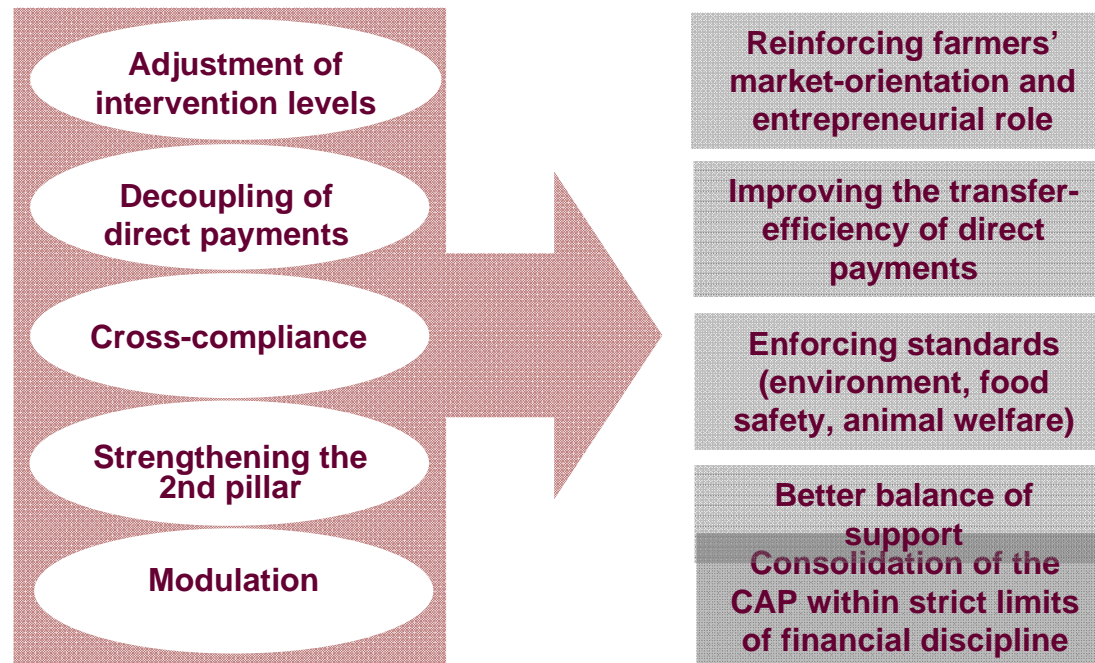 Adjustment of
intervention levels
Decoupling of
direct payments
Cross-compliance
Strengthening the
2nd pillar
Modulation
Reinforcing farmers’
market-orientation and
entrepreneurial role
Improving the transfer-
efficiency of direct
payments
Enforcing standards
(environment, food
safety, animal welfare)
Better balance of
support
Consolidation of the
CAP within strict limits
of financial discipline